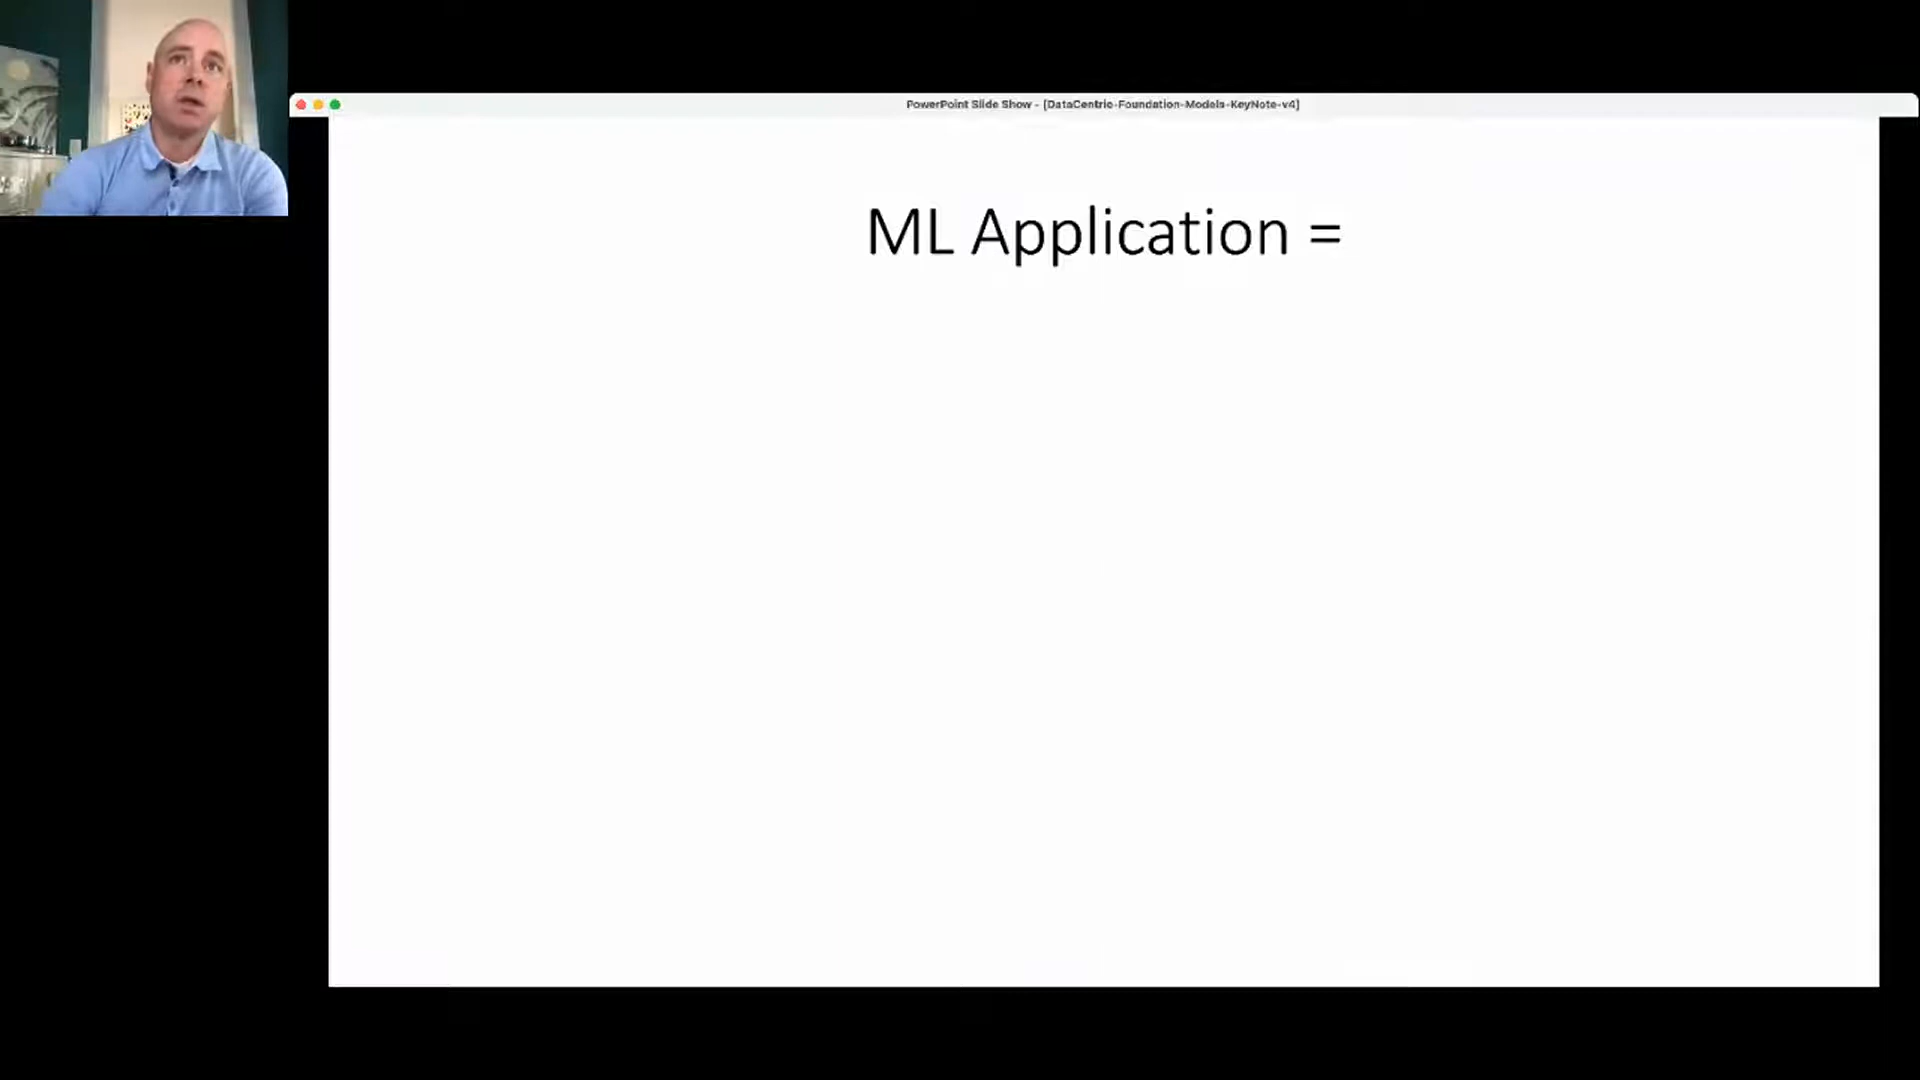 PowerPoint Slide Show - [DataCentric-Foundation-Models-KeyNote-v4]
ML Application =